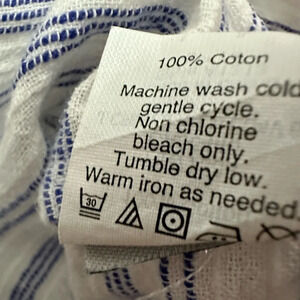 100% Coton
Machine wash cold
gentle cycle.
Non chlorine
bleach only.
Tumble dry low.
Warm iron as needed
30